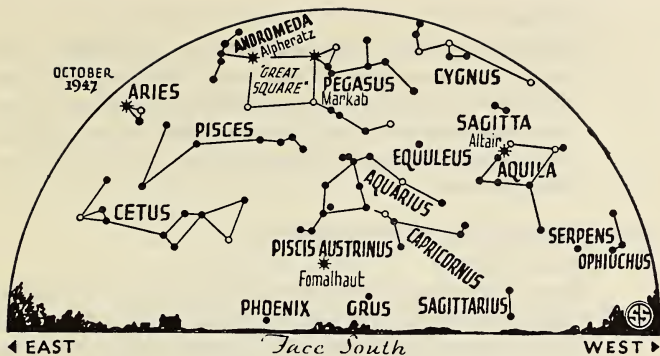 ANDROMEDA
Alpheratz
OCTOBER
1947
ARIES
"GREAT
SQUARE"
PEGASUS
Markab
CYGNUS
PISCES
SAGITTA
Altair
EQUULEUS
AQUILA
AQUARIUS
CETUS
PISCIS AUSTRINUS
CAPRICORNUS
SERPENS
OPHIUCHUS
Fomalhaut
PHOENIX
GRUS
SAGITTARIUS
SS
EAST
Face South
WEST